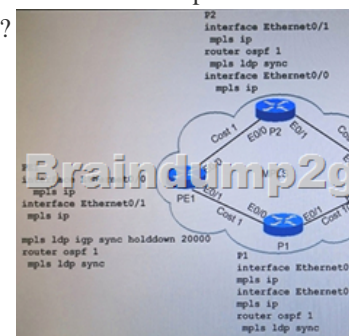 ?
P2
interface Ethernet0/1
mpls ip
router ospf 1
mpls ldp sync
interface Ethernet0/0
mpls ip
Cost 1
E0/0
P2
E0/1
Braindump2g
mpls ip
PE1
interface Ethernet0/1
mpls ip
E0/1
Cost 1
E0/0
E0/1
Cost 10
mpls ldp igp sync holddown 20000
router ospf 1
mpls ldp sync
P1
P1
interface Ethernet0
mpls ip
interface Ethernet0
mpls ip
router ospf 1
mpls ldp sync